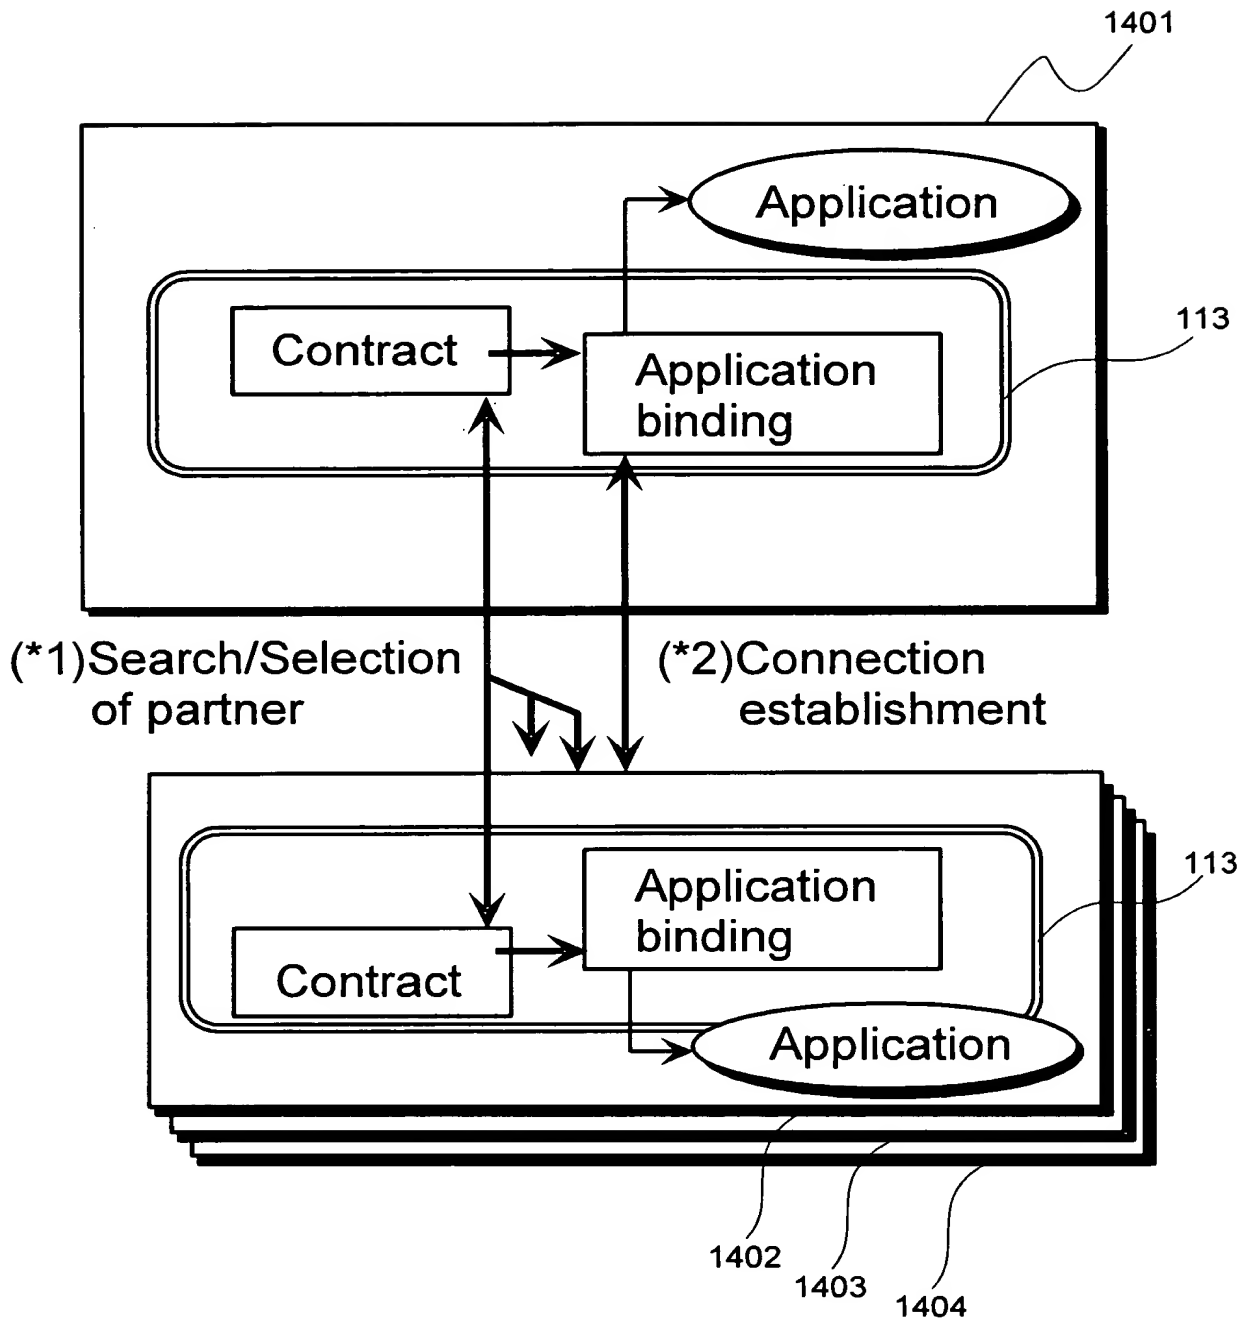 1401
Application
113
Contract
Application
binding
(*1)Search/Selection
of partner
(*2)Connection
establishment
113
Application
binding
Contract
Application
1402
1403
1404